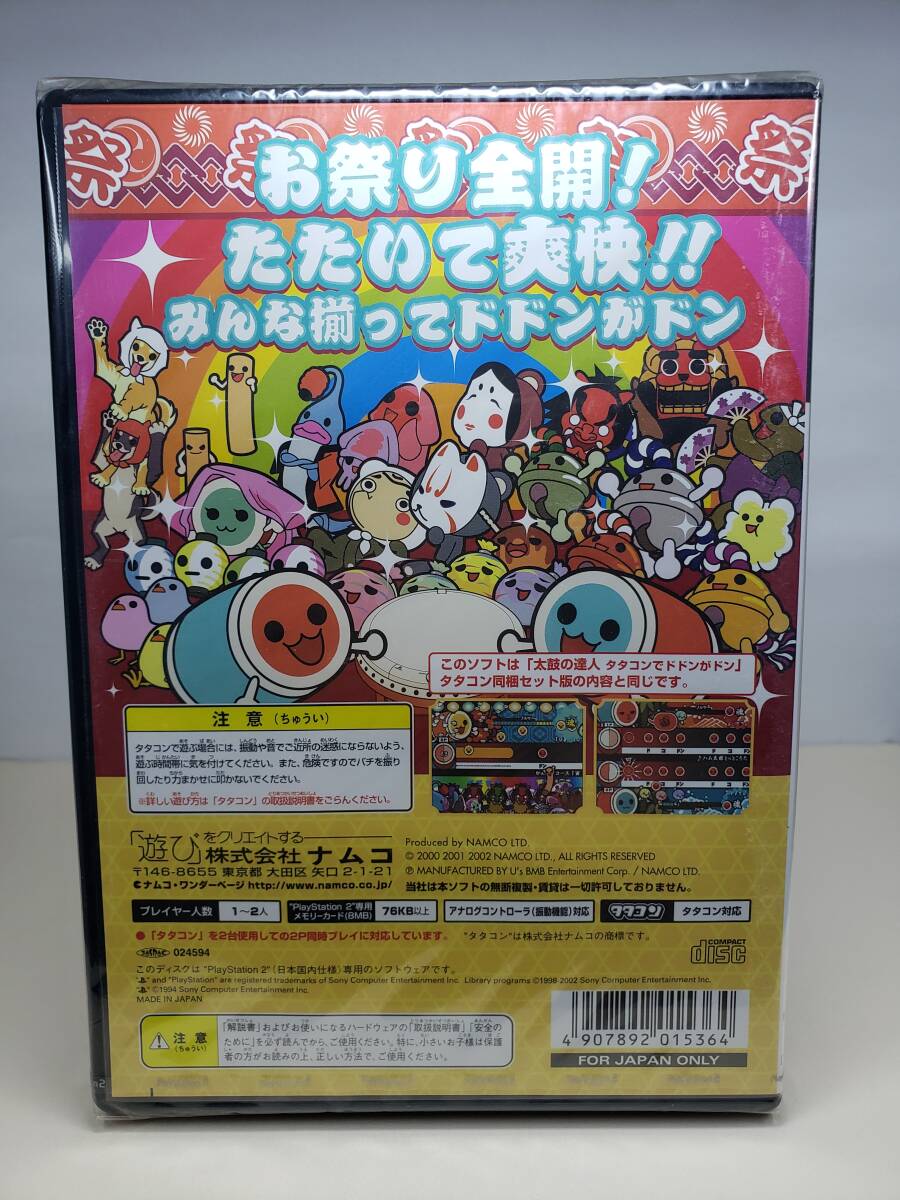 祭 祭 祭 祭 祭
お祭り全開!
たたいて爽快!!
みんな揃ってドドンがドン
このソフトは「太鼓の達人 タタコンでドドンがドン」
タタコン同梱セット版の内容と同じです。
注意(ちゅうい)
タタコンで遊ぶ場合には、振動や音でご近所の迷惑にならないよう、
遊ぶ時間帯に気を付けてください。また、危険ですのでバチを振り
回したり力まかせに叩かないでください。
※詳しい遊び方は「タタコン」の取扱説明書をごらんください。
「遊び」をクリエイトする
株式会社 ナムコ
〒146-8655 東京都 大田区 矢口 2-1-21
ナムコ・ワンダーページ http://www.namco.co.jp/
Produced by NAMCO LTD.
© 2000 2001 2002 NAMCO LTD., ALL RIGHTS RESERVED
Ⓟ MANUFACTURED BY U's BMB Entertainment Corp. / NAMCO LTD.
当社は本ソフトの無断複製・賃貸は一切許可しておりません。
プレイヤー人数 1〜2人 "PlayStation 2"専用メモリーカード(8MB) 76KB以上 アナログコントローラ(振動機能)対応 タタコン タタコン対応
●「タタコン」を2台使用しての2P同時プレイに対応しています。 "タタコン"は株式会社ナムコの商標です。
024594
COMPACT disc
このディスクは "PlayStation 2"(日本国内仕様)専用のソフトウェアです。
" " and "PlayStation" are registered trademarks of Sony Computer Entertainment Inc. Library programs ©1998-2002 Sony Computer Entertainment Inc.
" " ©1994 Sony Computer Entertainment Inc.
MADE IN JAPAN
注意(ちゅうい)
「解説書」およびお使いになるハードウェアの「取扱説明書」「安全の
ために」を必ず読んでから、ご使用ください。特に、小さいお子様は保護
者の方がお読みの上、正しい方法で、ご使用ください。
4 907892 015364
FOR JAPAN ONLY